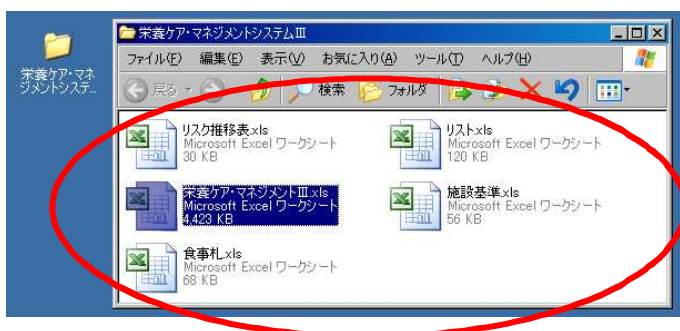 栄養ケア・マネ
ジメントシステ...
栄養ケア・マネジメントシステムⅢ
ファイル(F) 編集(E) 表示(V) お気に入り(A) ツール(T) ヘルプ(H)
戻る 検索 フォルダ
リスク推移表.xls
Microsoft Excel ワークシート
30 KB
リスト.xls
Microsoft Excel ワークシート
120 KB
栄養ケア・マネジメントⅢ.xls
Microsoft Excel ワークシート
4,423 KB
施設基準.xls
Microsoft Excel ワークシート
56 KB
食事札.xls
Microsoft Excel ワークシート
68 KB